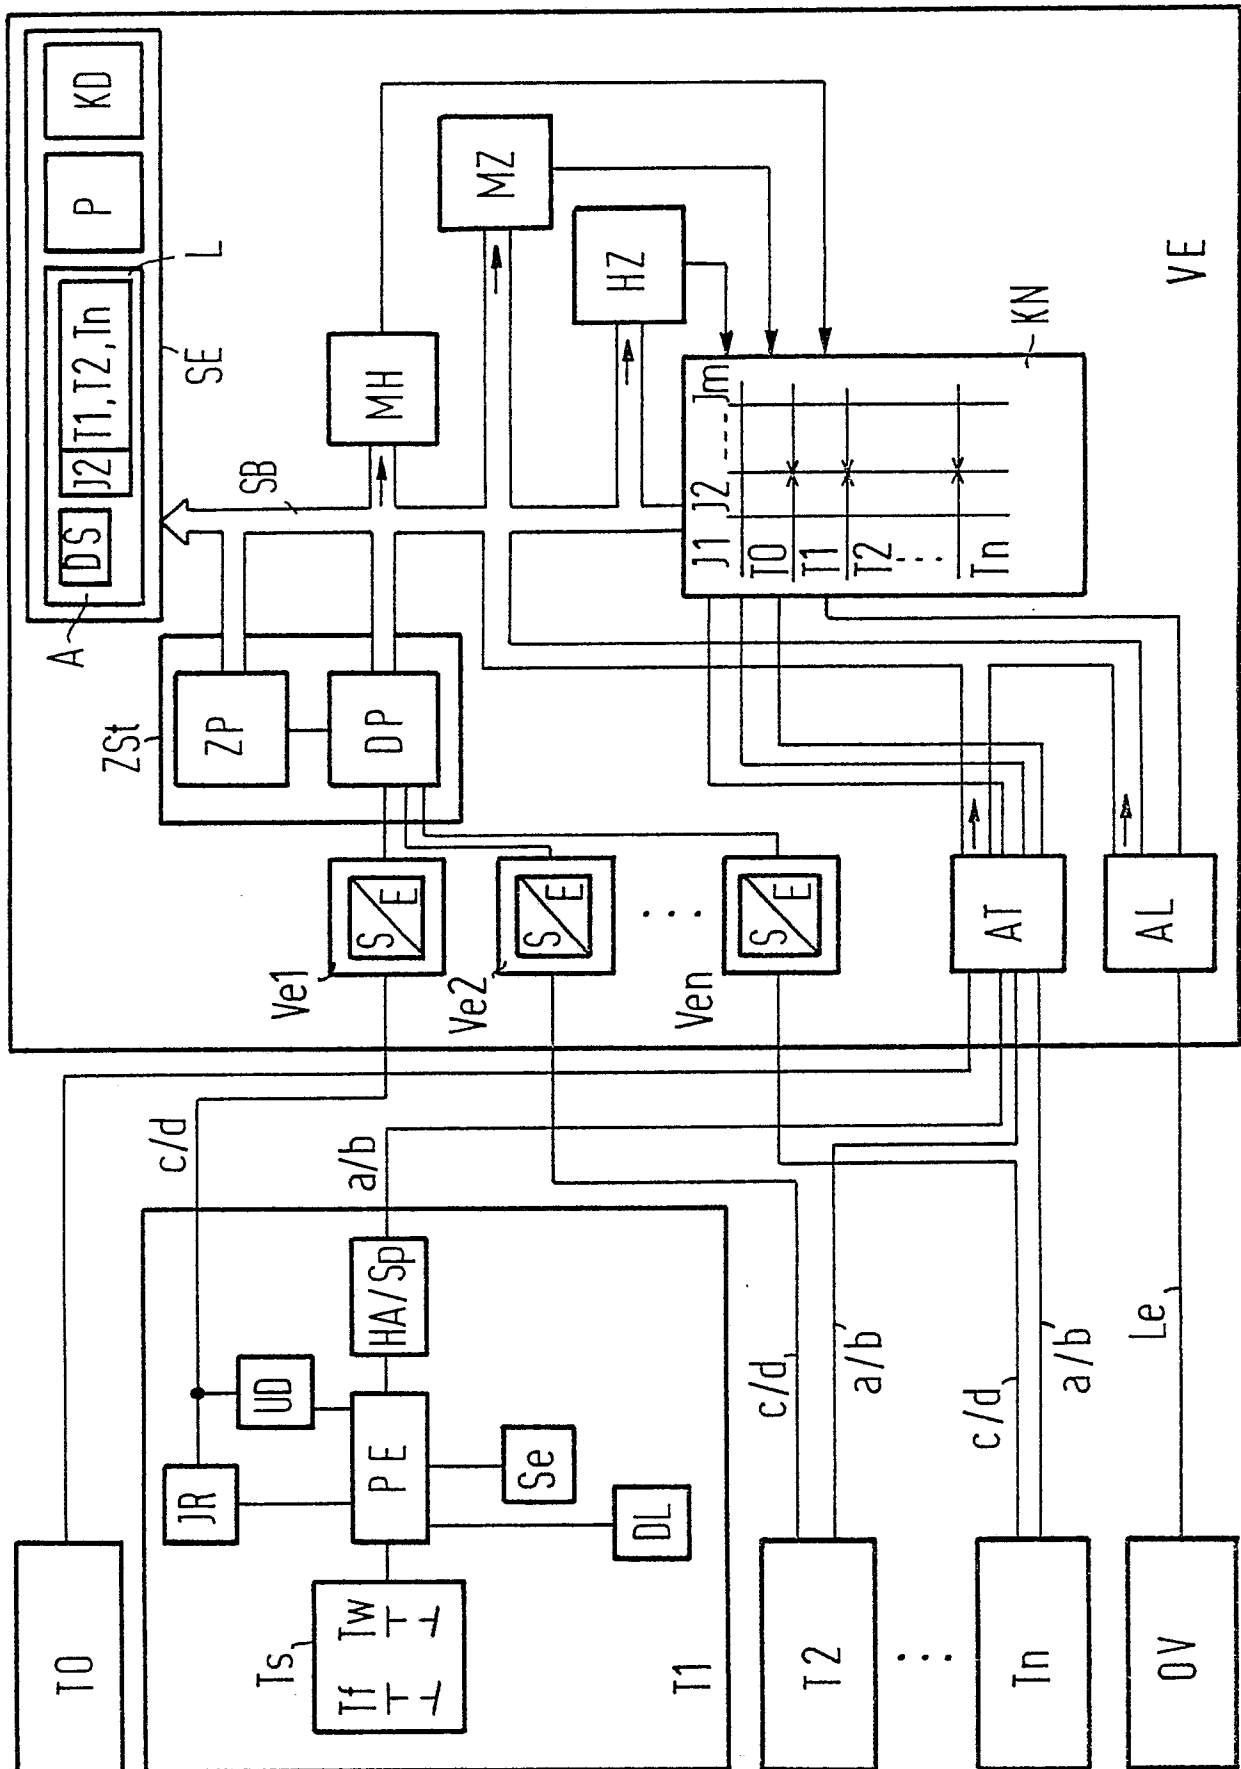 TO
T1
Ts
Tf Tw
JR
UD
PE
HA/Sp
Se
DL
T2
...
Tn
OV
c/d
a/b
c/d
a/b
c/d
a/b
Le
VE
Ve1
S/E
Ve2
S/E
...
Ven
S/E
AT
AL
ZSt
ZP
DP
SB
A
DS
J2 T1,T2,Tn
L
P
KD
SE
MH
MZ
HZ
KN
J1 J2 ---- Jm
TO
T1
T2
....
Tn